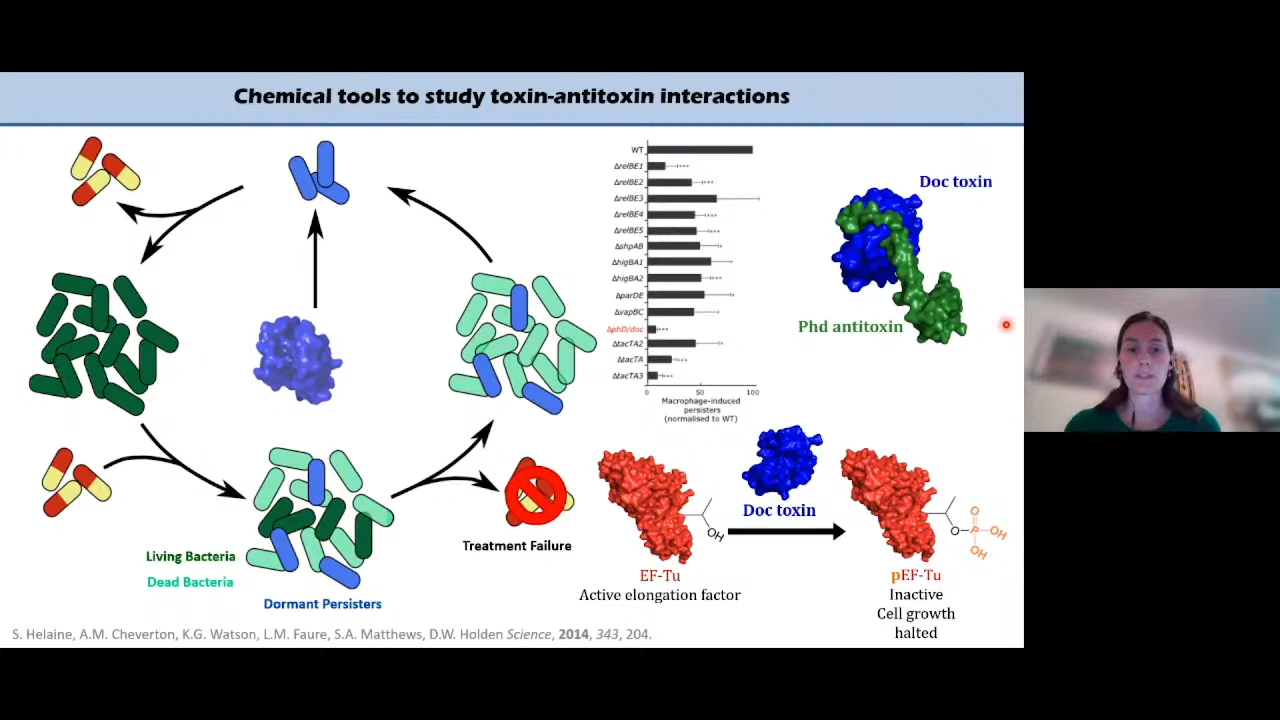 Chemical tools to study toxin-antitoxin interactions
WT
ΔrelBE1
ΔrelBE2
ΔrelBE3
ΔrelBE4
ΔrelBE5
ΔshpAB
ΔhigBA1
ΔhigBA2
ΔparDE
ΔvapBC
ΔphD/doc
ΔtacTA2
ΔtacTA
ΔtacTA3
0 50 100
Macrophage-induced
persisters
(normalised to WT)
Doc toxin
Phd antitoxin
Living Bacteria
Dead Bacteria
Dormant Persisters
Treatment Failure
OH
EF-Tu
Active elongation factor
Doc toxin
O
O P OH
OH
pEF-Tu
Inactive
Cell growth
halted
S. Helaine, A.M. Cheverton, K.G. Watson, L.M. Faure, S.A. Matthews, D.W. Holden Science, 2014, 343, 204.